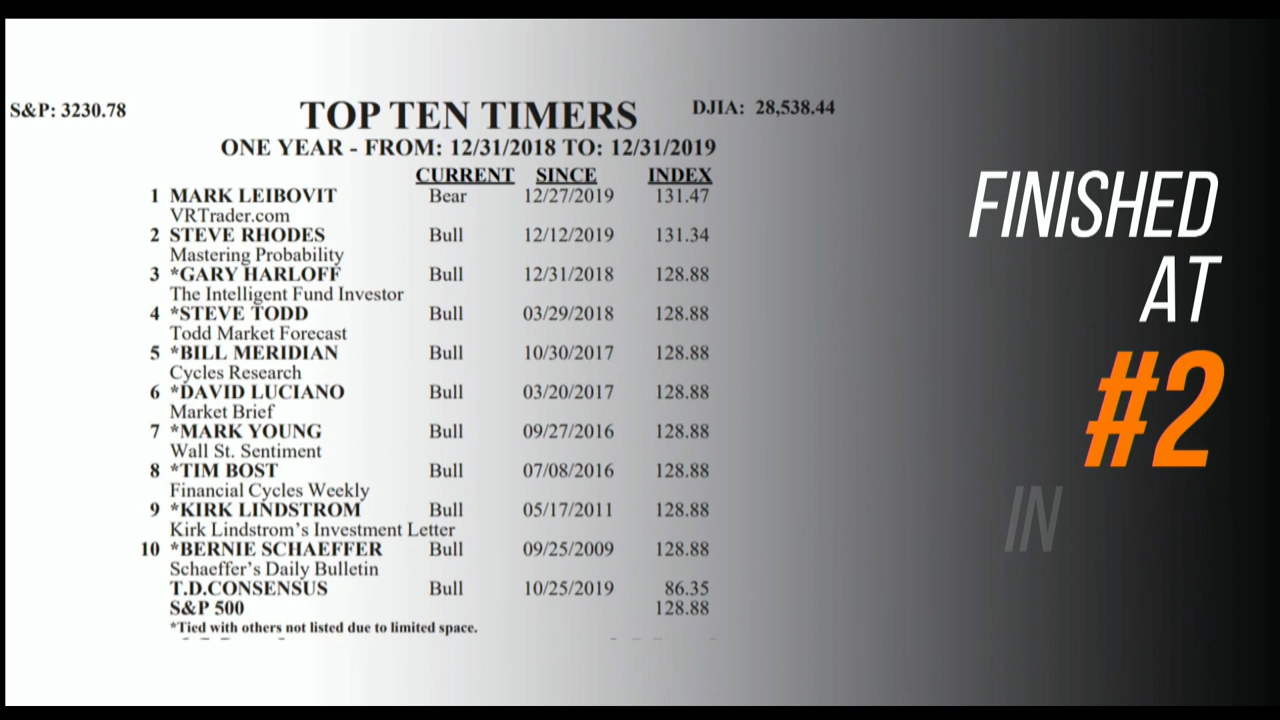 S&P: 3230.78
TOP TEN TIMERS
DJIA: 28,538.44
ONE YEAR - FROM: 12/31/2018 TO: 12/31/2019
CURRENT SINCE INDEX
1 MARK LEIBOVIT Bear 12/27/2019 131.47
VRTrader.com
2 STEVE RHODES Bull 12/12/2019 131.34
Mastering Probability
3 *GARY HARLOFF Bull 12/31/2018 128.88
The Intelligent Fund Investor
4 *STEVE TODD Bull 03/29/2018 128.88
Todd Market Forecast
5 *BILL MERIDIAN Bull 10/30/2017 128.88
Cycles Research
6 *DAVID LUCIANO Bull 03/20/2017 128.88
Market Brief
7 *MARK YOUNG Bull 09/27/2016 128.88
Wall St. Sentiment
8 *TIM BOST Bull 07/08/2016 128.88
Financial Cycles Weekly
9 *KIRK LINDSTROM Bull 05/17/2011 128.88
Kirk Lindstrom's Investment Letter
10 *BERNIE SCHAEFFER Bull 09/25/2009 128.88
Schaeffer's Daily Bulletin
T.D.CONSENSUS Bull 10/25/2019 86.35
S&P 500 128.88
*Tied with others not listed due to limited space.
FINISHED
AT
#2
IN